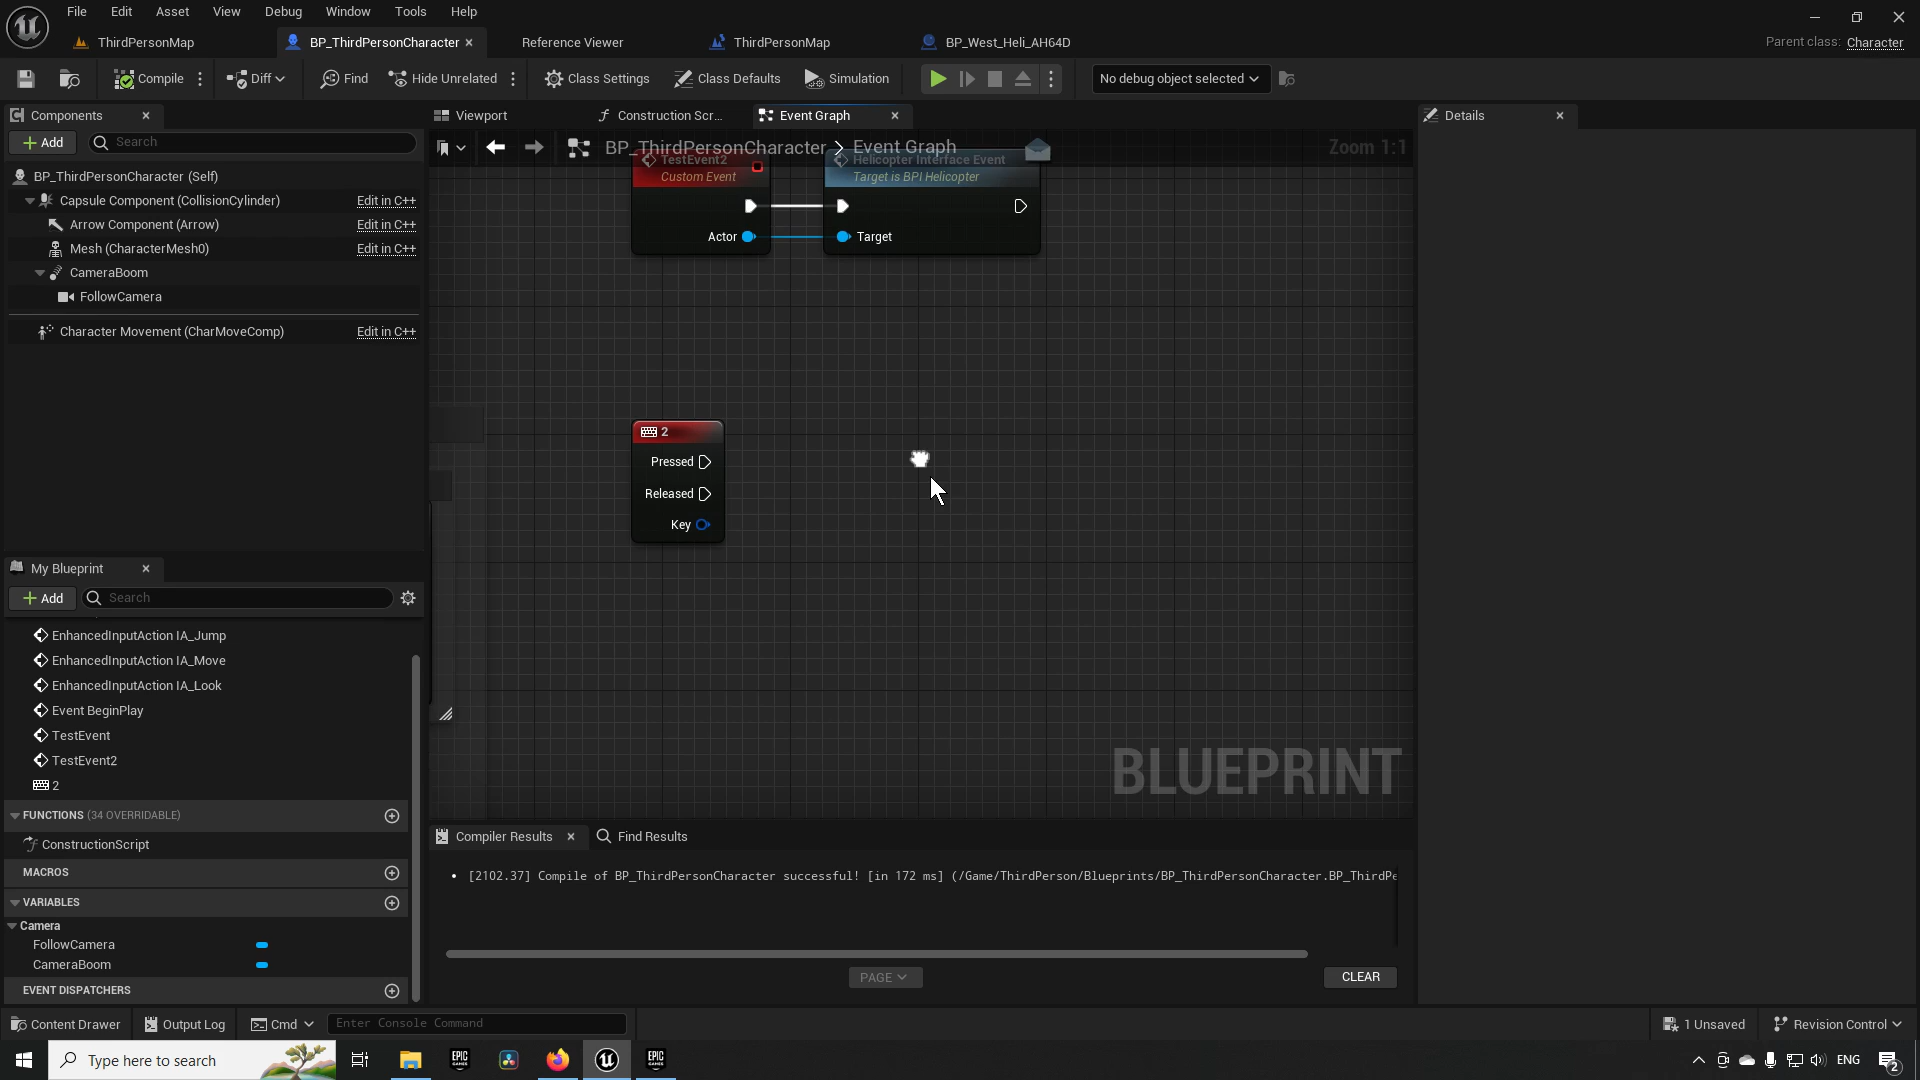 File Edit Asset View Debug Window Tools Help
ThirdPersonMap
BP_ThirdPersonCharacter
Reference Viewer
ThirdPersonMap
BP_West_Heli_AH64D
Parent class: Character
Compile
Diff
Find
Hide Unrelated
Class Settings
Class Defaults
Simulation
No debug object selected
Components
Add
Search
BP_ThirdPersonCharacter (Self)
Capsule Component (CollisionCylinder) Edit in C++
Arrow Component (Arrow) Edit in C++
Mesh (CharacterMesh0) Edit in C++
CameraBoom
FollowCamera
Character Movement (CharMoveComp) Edit in C++
My Blueprint
Add
Search
EnhancedInputAction IA_Jump
EnhancedInputAction IA_Move
EnhancedInputAction IA_Look
Event BeginPlay
TestEvent
TestEvent2
2
FUNCTIONS (34 OVERRIDABLE)
ConstructionScript
MACROS
VARIABLES
Camera
FollowCamera
CameraBoom
EVENT DISPATCHERS
Viewport
Construction Scr...
Event Graph
BP_ThirdPersonCharacter > Event Graph
Zoom 1:1
TestEvent2
Custom Event
Actor
Helicopter Interface Event
Target is BPI Helicopter
Target
2
Pressed
Released
Key
BLUEPRINT
Compiler Results
Find Results
[2102.37] Compile of BP_ThirdPersonCharacter successful! [in 172 ms] (/Game/ThirdPerson/Blueprints/BP_ThirdPersonCharacter.BP_ThirdPe
PAGE
CLEAR
Details
Content Drawer
Output Log
Cmd
Enter Console Command
1 Unsaved
Revision Control
Type here to search
EPIC GAMES
EPIC GAMES
ENG
2